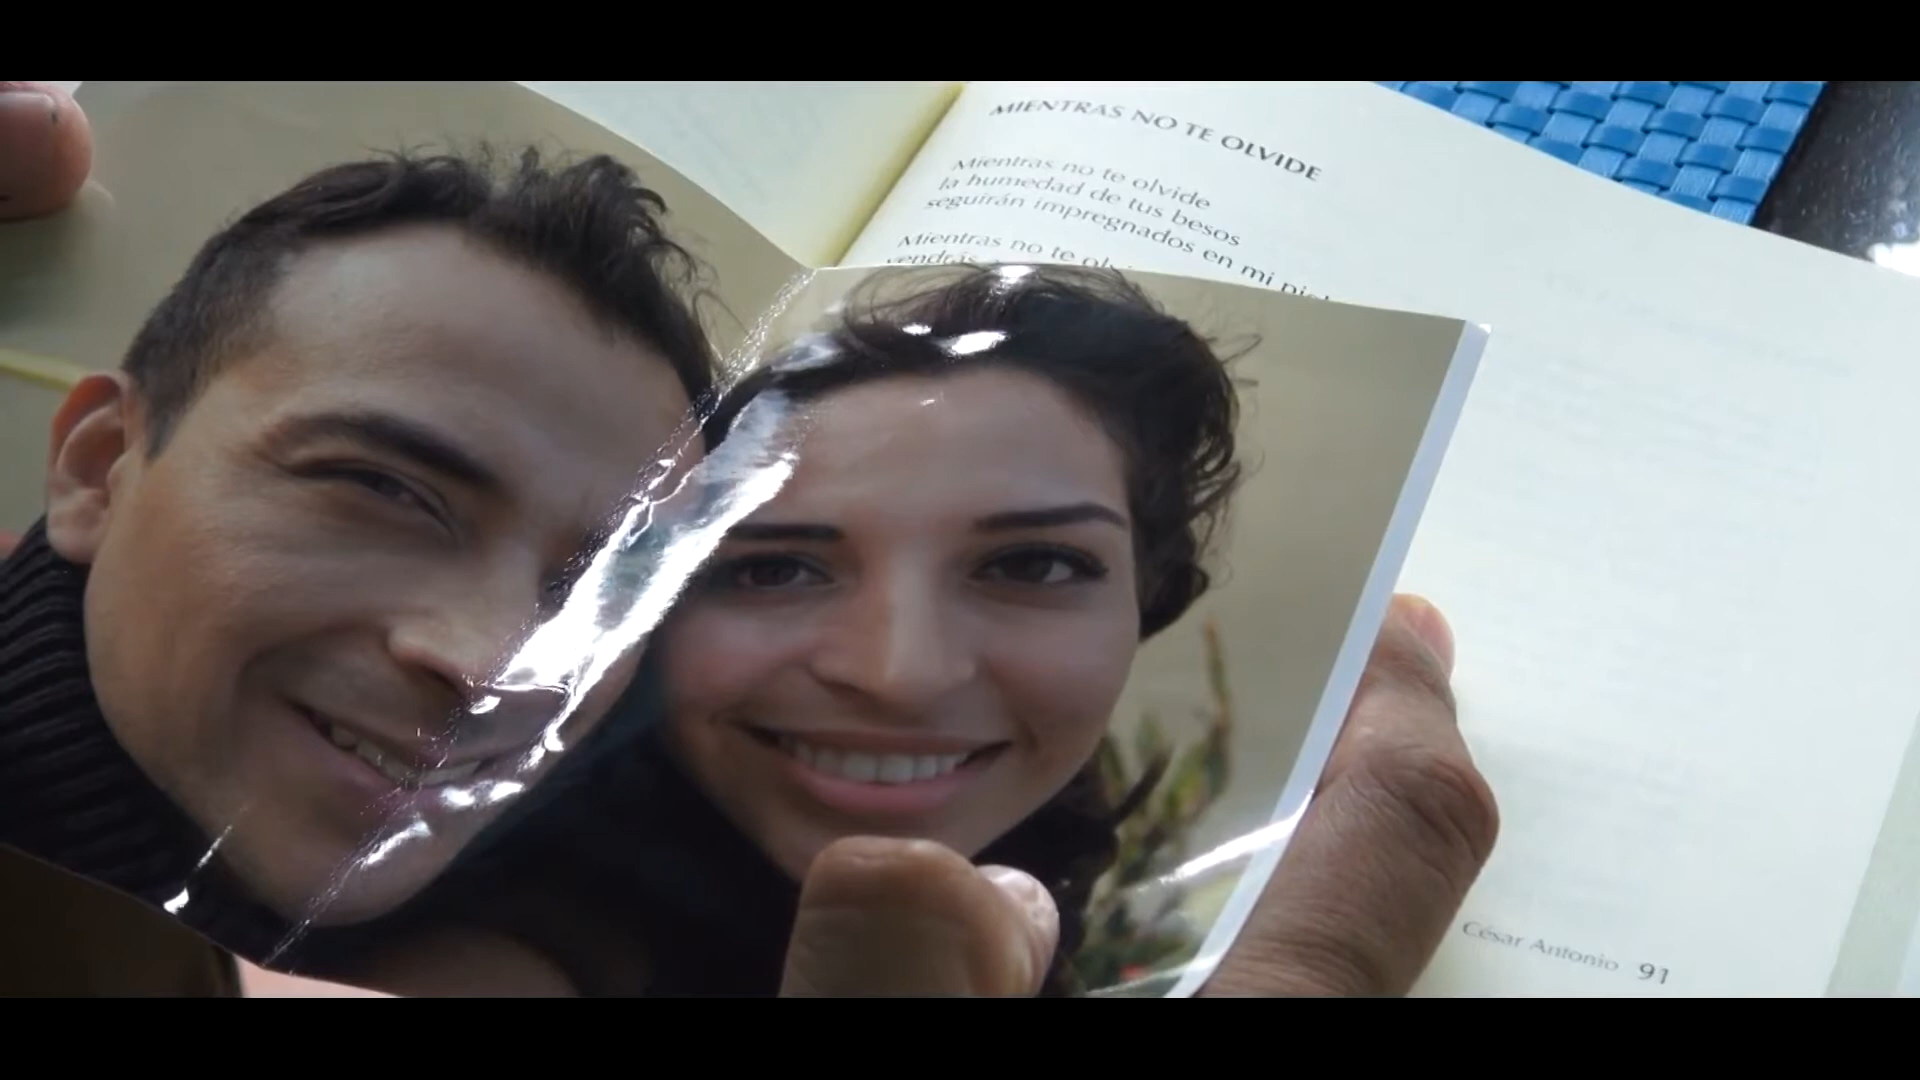 MIENTRAS NO TE OLVIDE
Mientras no te olvide
la humedad de tus besos
seguirán impregnados en mi
Mientras no te
vendrás
César Antonio 91